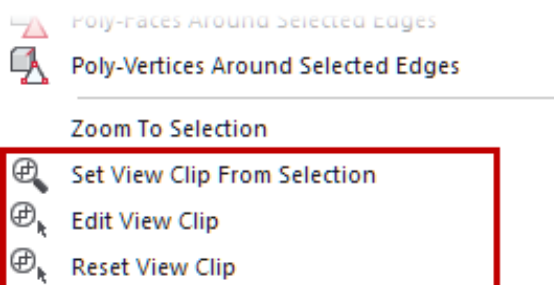 Poly-Faces Around Selected Edges
Poly-Vertices Around Selected Edges
Zoom To Selection
Set View Clip From Selection
Edit View Clip
Reset View Clip